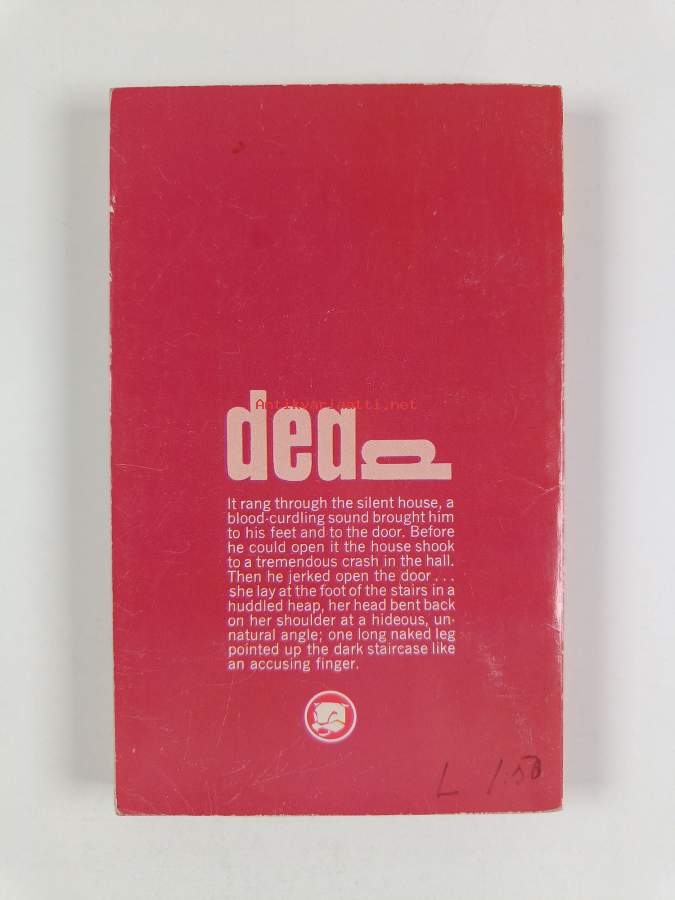 dead
Antikvariaatti.net
It rang through the silent house, a
blood-curdling sound brought him
to his feet and to the door. Before
he could open it the house shook
to a tremendous crash in the hall.
Then he jerked open the door...
she lay at the foot of the stairs in a
huddled heap, her head bent back
on her shoulder at a hideous, un-
natural angle; one long naked leg
pointed up the dark staircase like
an accusing finger.
L 1.50